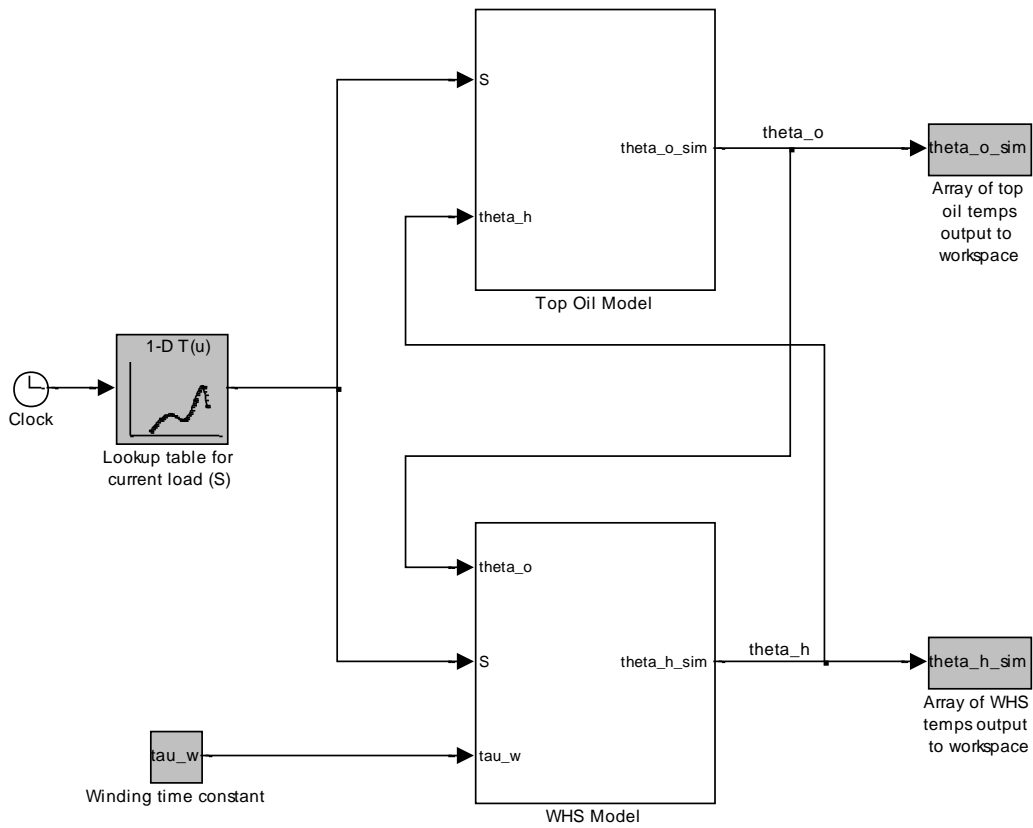 S
theta_o_sim
theta_h
Top Oil Model
theta_o
theta_o_sim
Array of top
oil temps
output to
workspace
Clock
1-D T(u)
Lookup table for
current load (S)
theta_o
S
tau_w
theta_h_sim
WHS Model
theta_h
theta_h_sim
Array of WHS
temps output
to workspace
tau_w
Winding time constant